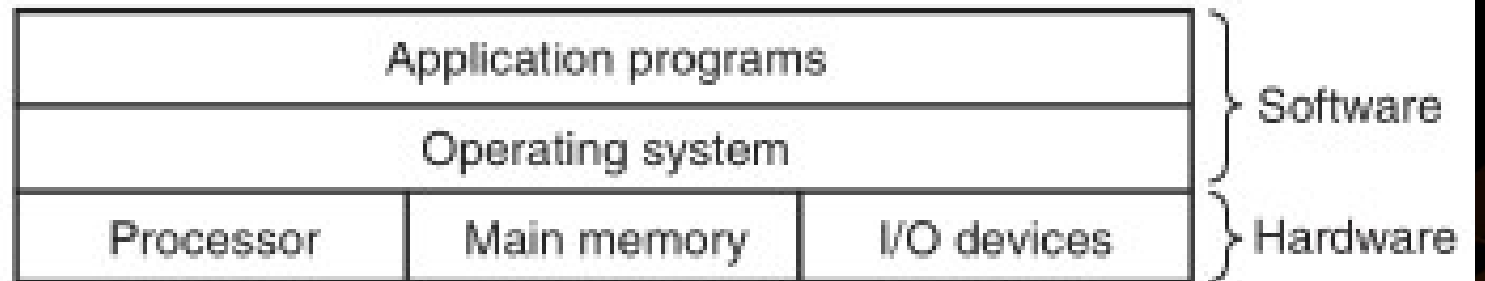 Application programs
Software
Operating system
Processor Main memory I/O devices Hardware